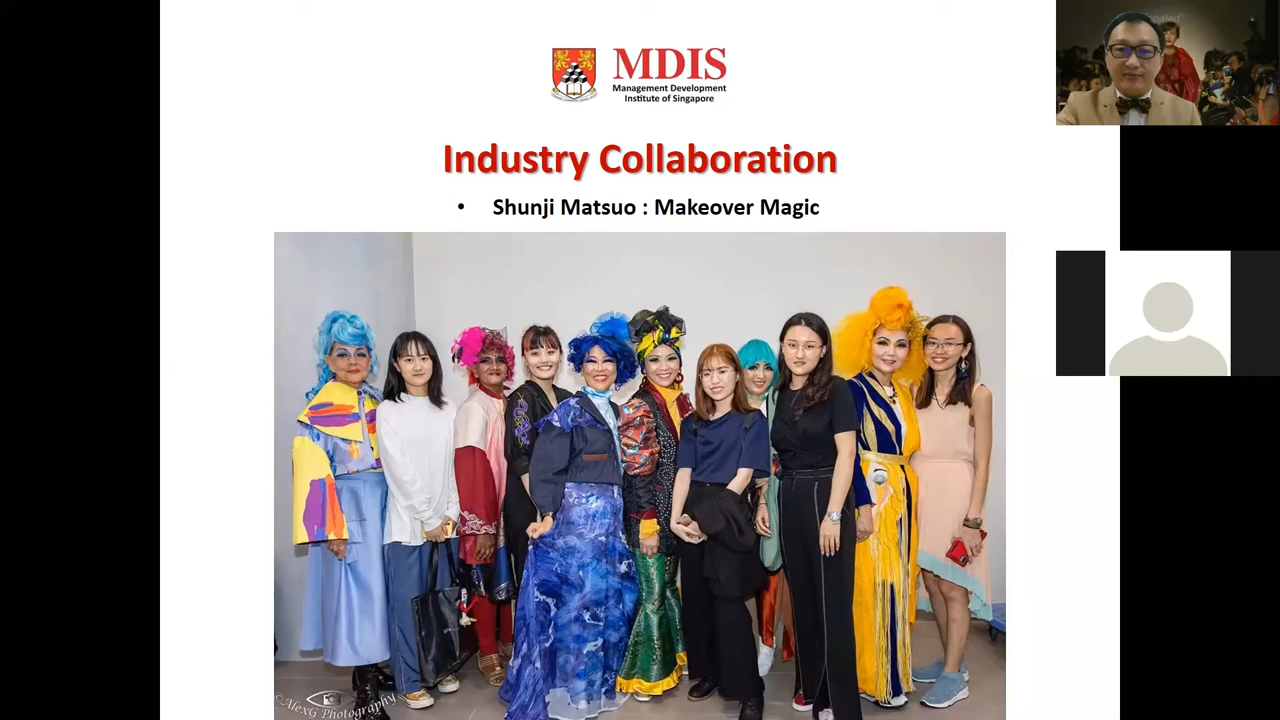 MDIS
Management Development
Institute of Singapore
Industry Collaboration
• Shunji Matsuo : Makeover Magic
©AlexG Photography